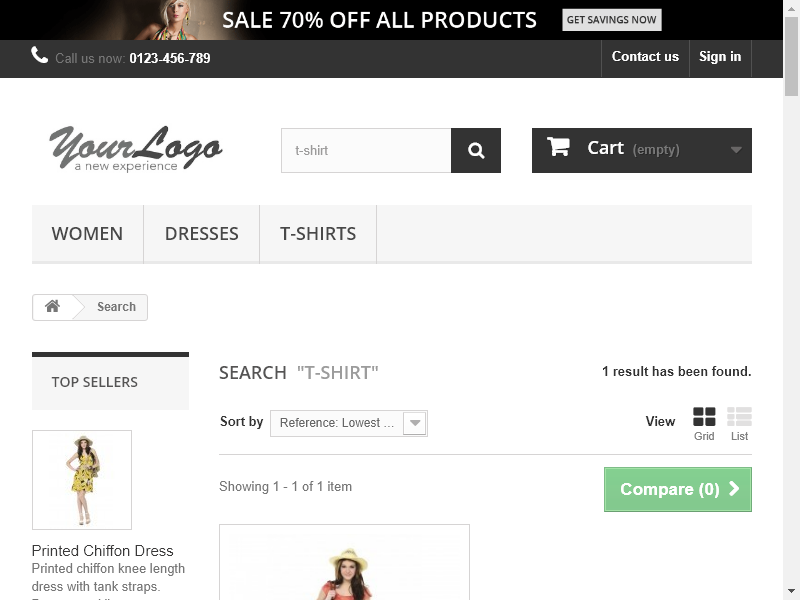 SALE 70% OFF ALL PRODUCTS
GET SAVINGS NOW
Call us now: 0123-456-789
Contact us
Sign in
YourLogo
a new experience
t-shirt
Cart (empty)
WOMEN
DRESSES
T-SHIRTS
Search
TOP SELLERS
SEARCH "T-SHIRT"
1 result has been found.
Sort by
Reference: Lowest ...
View
Grid
List
Showing 1 - 1 of 1 item
Compare (0)
Printed Chiffon Dress
Printed chiffon knee length
dress with tank straps.